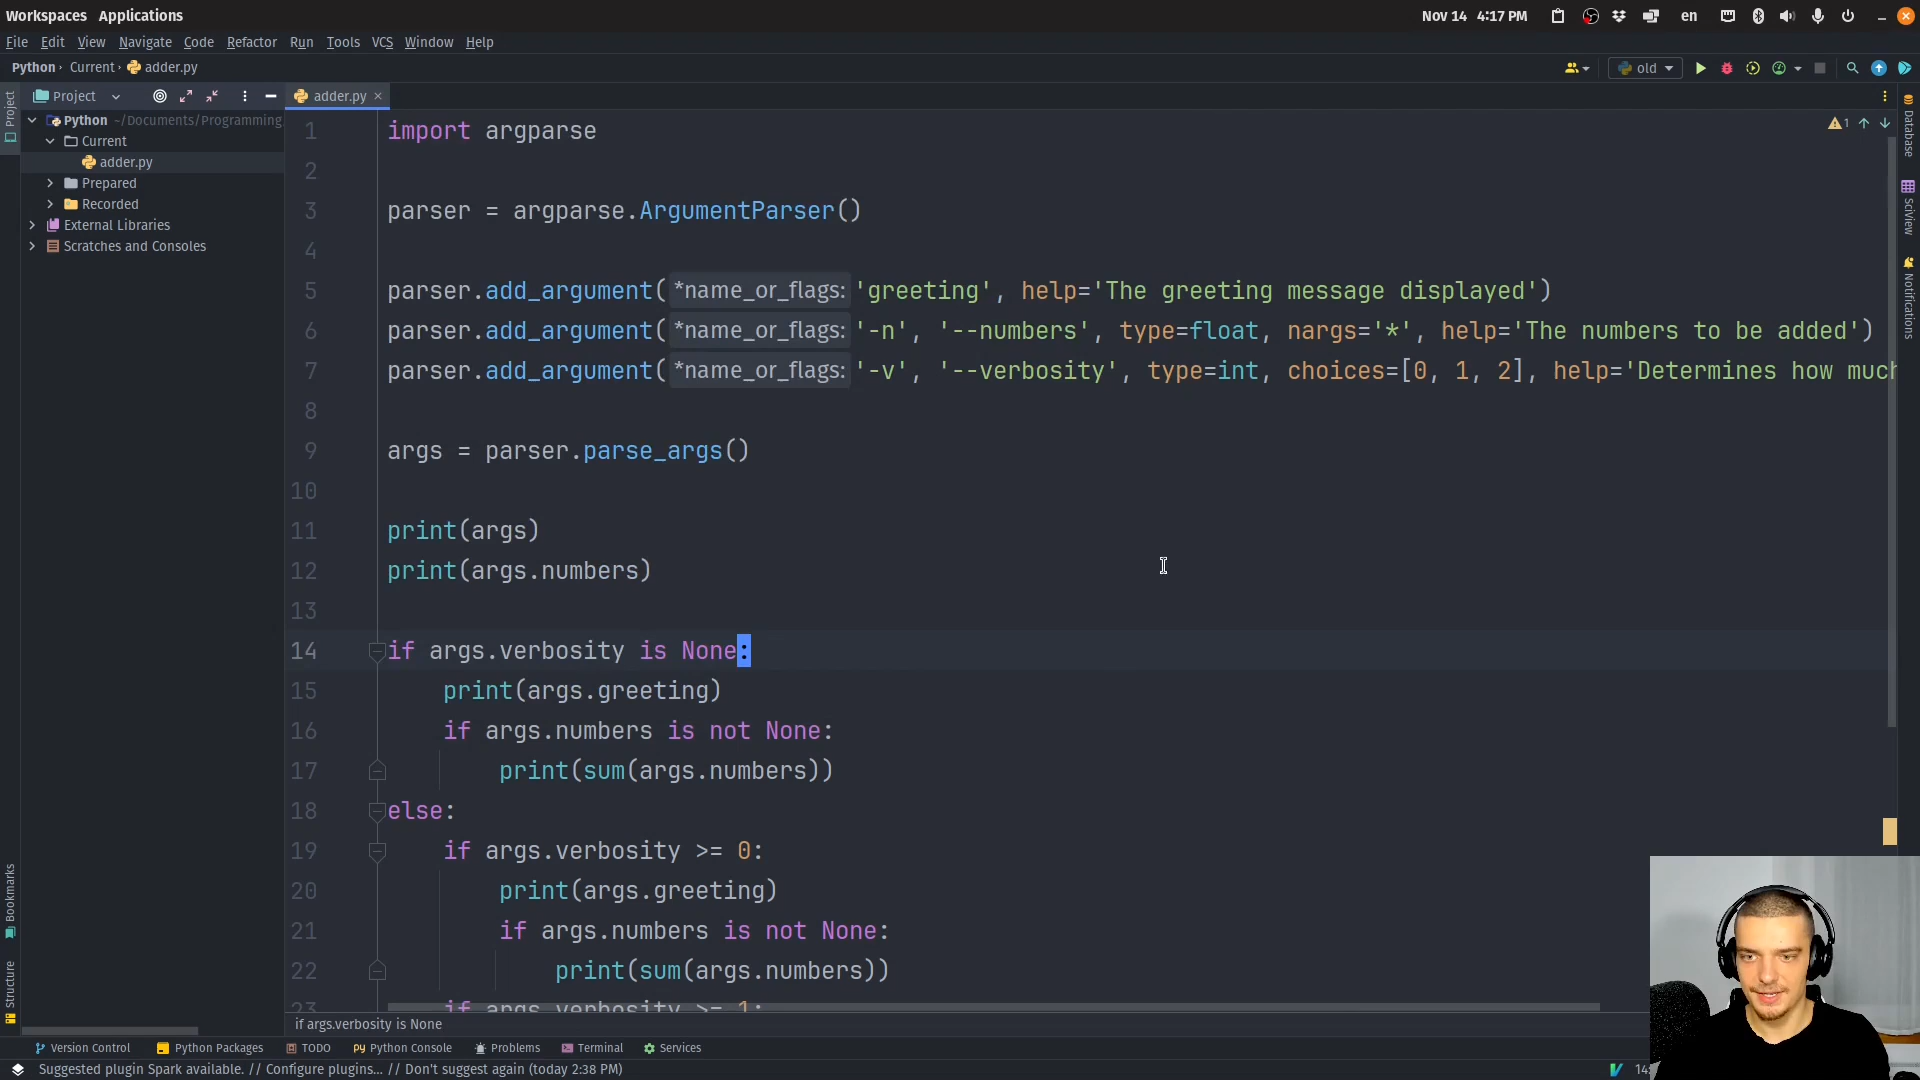 Workspaces Applications
Nov 14 4:17 PM
en
File Edit View Navigate Code Refactor Run Tools VCS Window Help
Python Current adder.py
old
Project
adder.py
1 import argparse
2
3 parser = argparse.ArgumentParser()
4
5 parser.add_argument(*name_or_flags: 'greeting', help='The greeting message displayed')
6 parser.add_argument(*name_or_flags: '-n', '--numbers', type=float, nargs='*', help='The numbers to be added')
7 parser.add_argument(*name_or_flags: '-v', '--verbosity', type=int, choices=[0, 1, 2], help='Determines how much
8
9 args = parser.parse_args()
10
11 print(args)
12 print(args.numbers)
13
14 if args.verbosity is None:
15 print(args.greeting)
16 if args.numbers is not None:
17 print(sum(args.numbers))
18 else:
19 if args.verbosity >= 0:
20 print(args.greeting)
21 if args.numbers is not None:
22 print(sum(args.numbers))
23 if args.verbosity >= 1:
1
Python ~/Documents/Programming
Current
adder.py
Prepared
Recorded
External Libraries
Scratches and Consoles
Project
Bookmarks
Structure
Database
SciView
Notifications
if args.verbosity is None
Version Control Python Packages TODO Python Console Problems Terminal Services
Suggested plugin Spark available. // Configure plugins... // Don't suggest again (today 2:38 PM)
14: